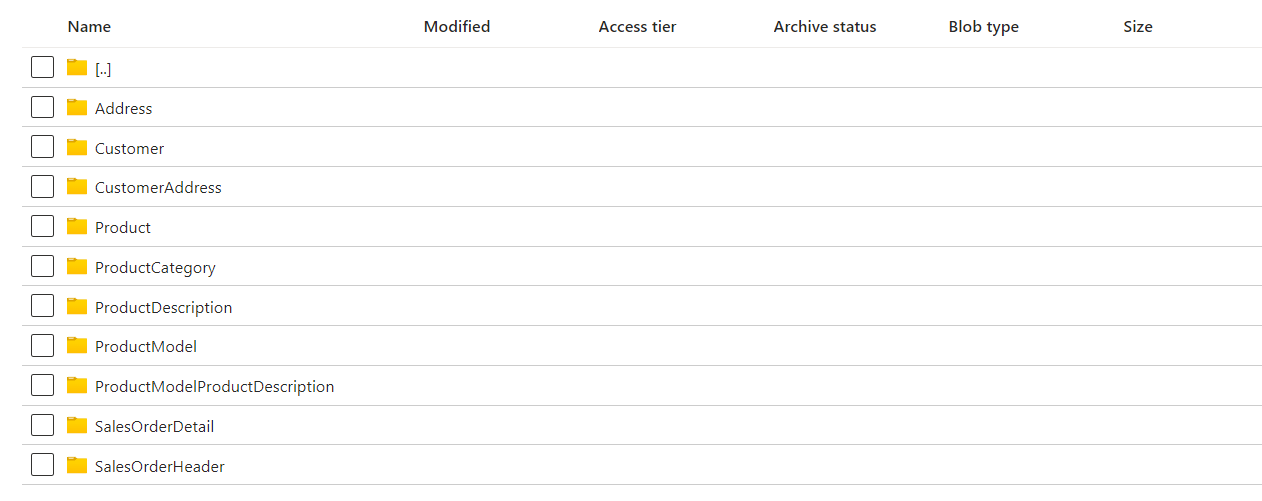 Name Modified Access tier Archive status Blob type Size
[..]
Address
Customer
CustomerAddress
Product
ProductCategory
ProductDescription
ProductModel
ProductModelProductDescription
SalesOrderDetail
SalesOrderHeader